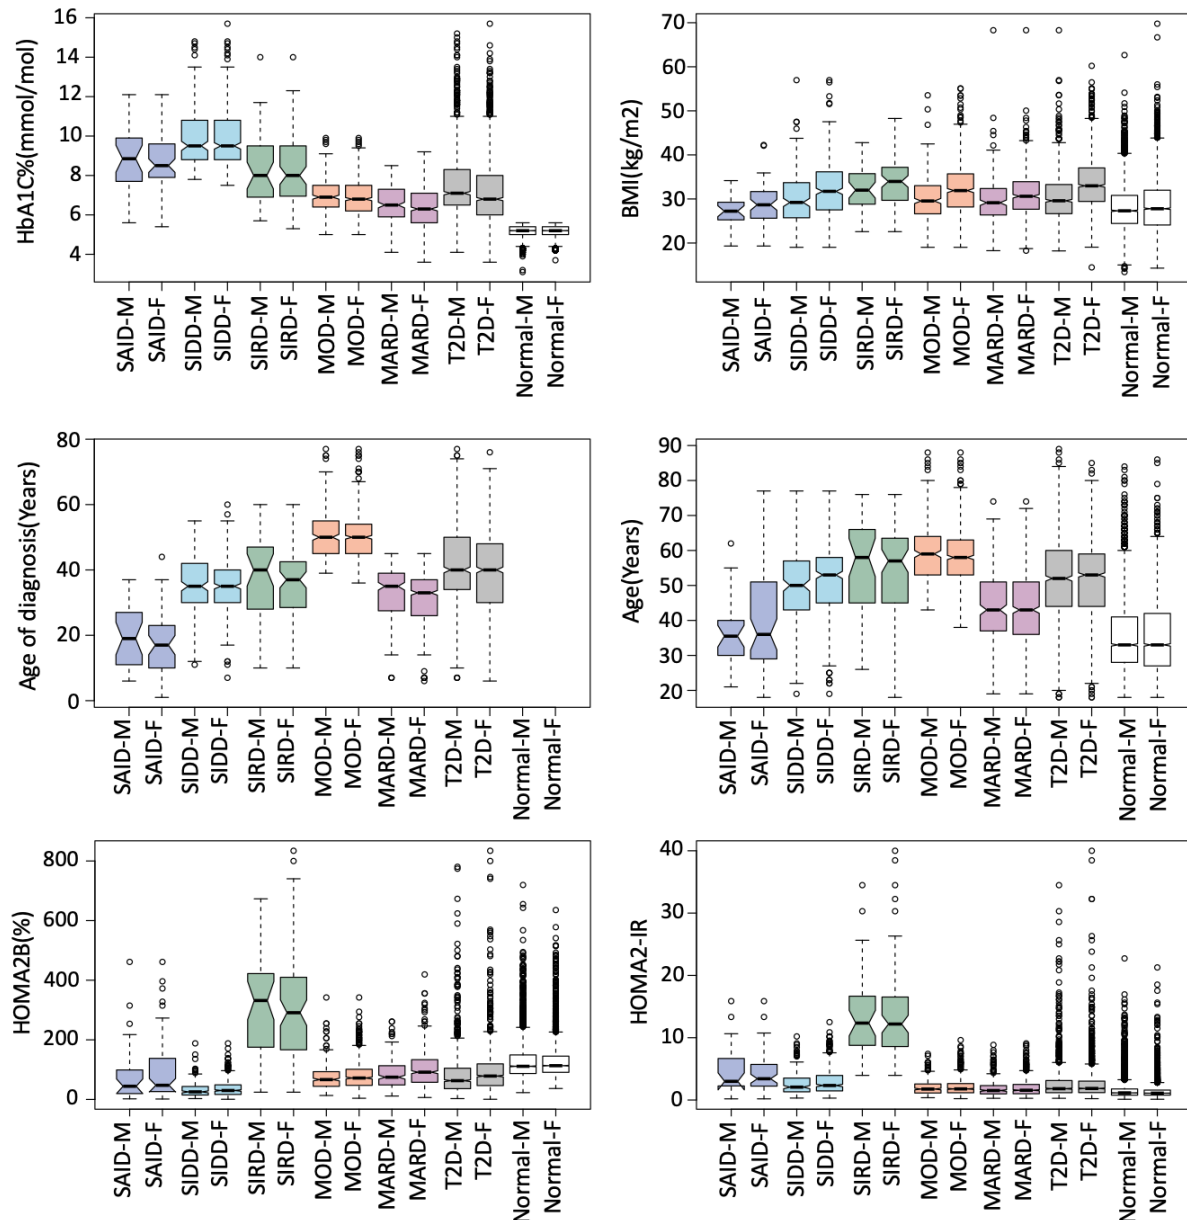 HbA1C%(mmol/mol)
16
14
12
10
8
6
4
SAID-M
SAID-F
SIDD-M
SIDD-F
SIRD-M
SIRD-F
MOD-M
MOD-F
MARD-M
MARD-F
T2D-M
T2D-F
Normal-M
Normal-F
BMI(kg/m2)
70
60
50
40
30
20
SAID-M
SAID-F
SIDD-M
SIDD-F
SIRD-M
SIRD-F
MOD-M
MOD-F
MARD-M
MARD-F
T2D-M
T2D-F
Normal-M
Normal-F
Age of diagnosis(Years)
80
60
40
20
0
SAID-M
SAID-F
SIDD-M
SIDD-F
SIRD-M
SIRD-F
MOD-M
MOD-F
MARD-M
MARD-F
T2D-M
T2D-F
Normal-M
Normal-F
Age(Years)
90
80
70
60
50
40
30
20
SAID-M
SAID-F
SIDD-M
SIDD-F
SIRD-M
SIRD-F
MOD-M
MOD-F
MARD-M
MARD-F
T2D-M
T2D-F
Normal-M
Normal-F
HOMA2B(%)
800
600
400
200
0
SAID-M
SAID-F
SIDD-M
SIDD-F
SIRD-M
SIRD-F
MOD-M
MOD-F
MARD-M
MARD-F
T2D-M
T2D-F
Normal-M
Normal-F
HOMA2-IR
40
30
20
10
0
SAID-M
SAID-F
SIDD-M
SIDD-F
SIRD-M
SIRD-F
MOD-M
MOD-F
MARD-M
MARD-F
T2D-M
T2D-F
Normal-M
Normal-F